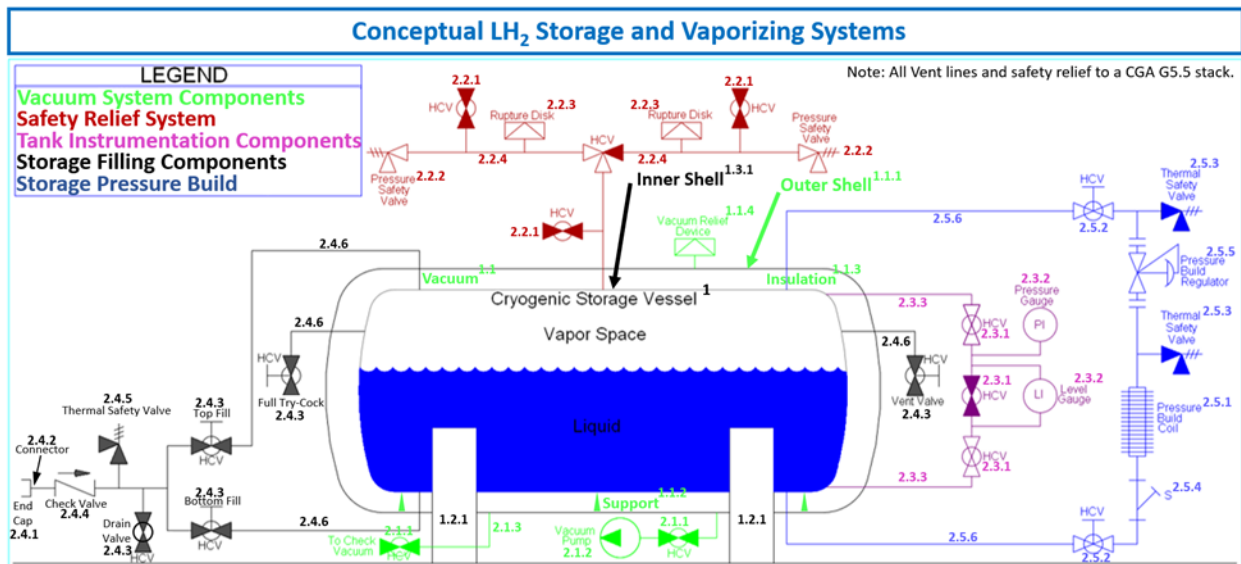 Conceptual LH2 Storage and Vaporizing Systems
Note: All Vent lines and safety relief to a CGA G5.5 stack.
LEGEND
Vacuum System Components
Safety Relief System
Tank Instrumentation Components
Storage Filling Components
Storage Pressure Build
2.2.1
HCV
2.2.3
Rupture Disk
2.2.3
Rupture Disk
2.2.1
HCV
HCV
Pressure
Safety
Valve
2.2.2
2.2.4
2.2.4
2.2.2
Pressure
Safety
Valve
Inner Shell 1.3.1
Outer Shell 1.1.1
HCV
2.2.1
1.1.4
Vacuum Relief
Device
HCV
2.5.2
2.5.3
Thermal
Safety
Valve
2.5.6
2.5.5
Pressure
Build
Regulator
2.5.3
Thermal
Safety
Valve
2.5.1
Pressure
Build
Coil
S
2.5.4
HCV
2.5.2
2.5.6
2.4.6
Vacuum 1.1
Insulation 1.1.3
Cryogenic Storage Vessel 1
Vapor Space
Liquid
2.4.6
HCV
Full Try-Cock
2.4.3
2.4.6
HCV
Vent Valve
2.4.3
2.3.3
HCV
2.3.1
2.3.2
Pressure
Gauge
PI
2.3.1
HCV
2.3.2
LI
Level
Gauge
HCV
2.3.1
2.3.3
2.4.5
Thermal Safety Valve
2.4.3
Top Fill
HCV
2.4.2
Connector
End
Cap
2.4.1
Check Valve
2.4.4
Drain
Valve
2.4.3
HCV
2.4.3
Bottom Fill
HCV
2.4.6
2.1.1
To Check
Vacuum
HCV
2.1.3
1.2.1
Support 1.1.2
Vacuum
Pump
2.1.2
2.1.1
HCV
1.2.1